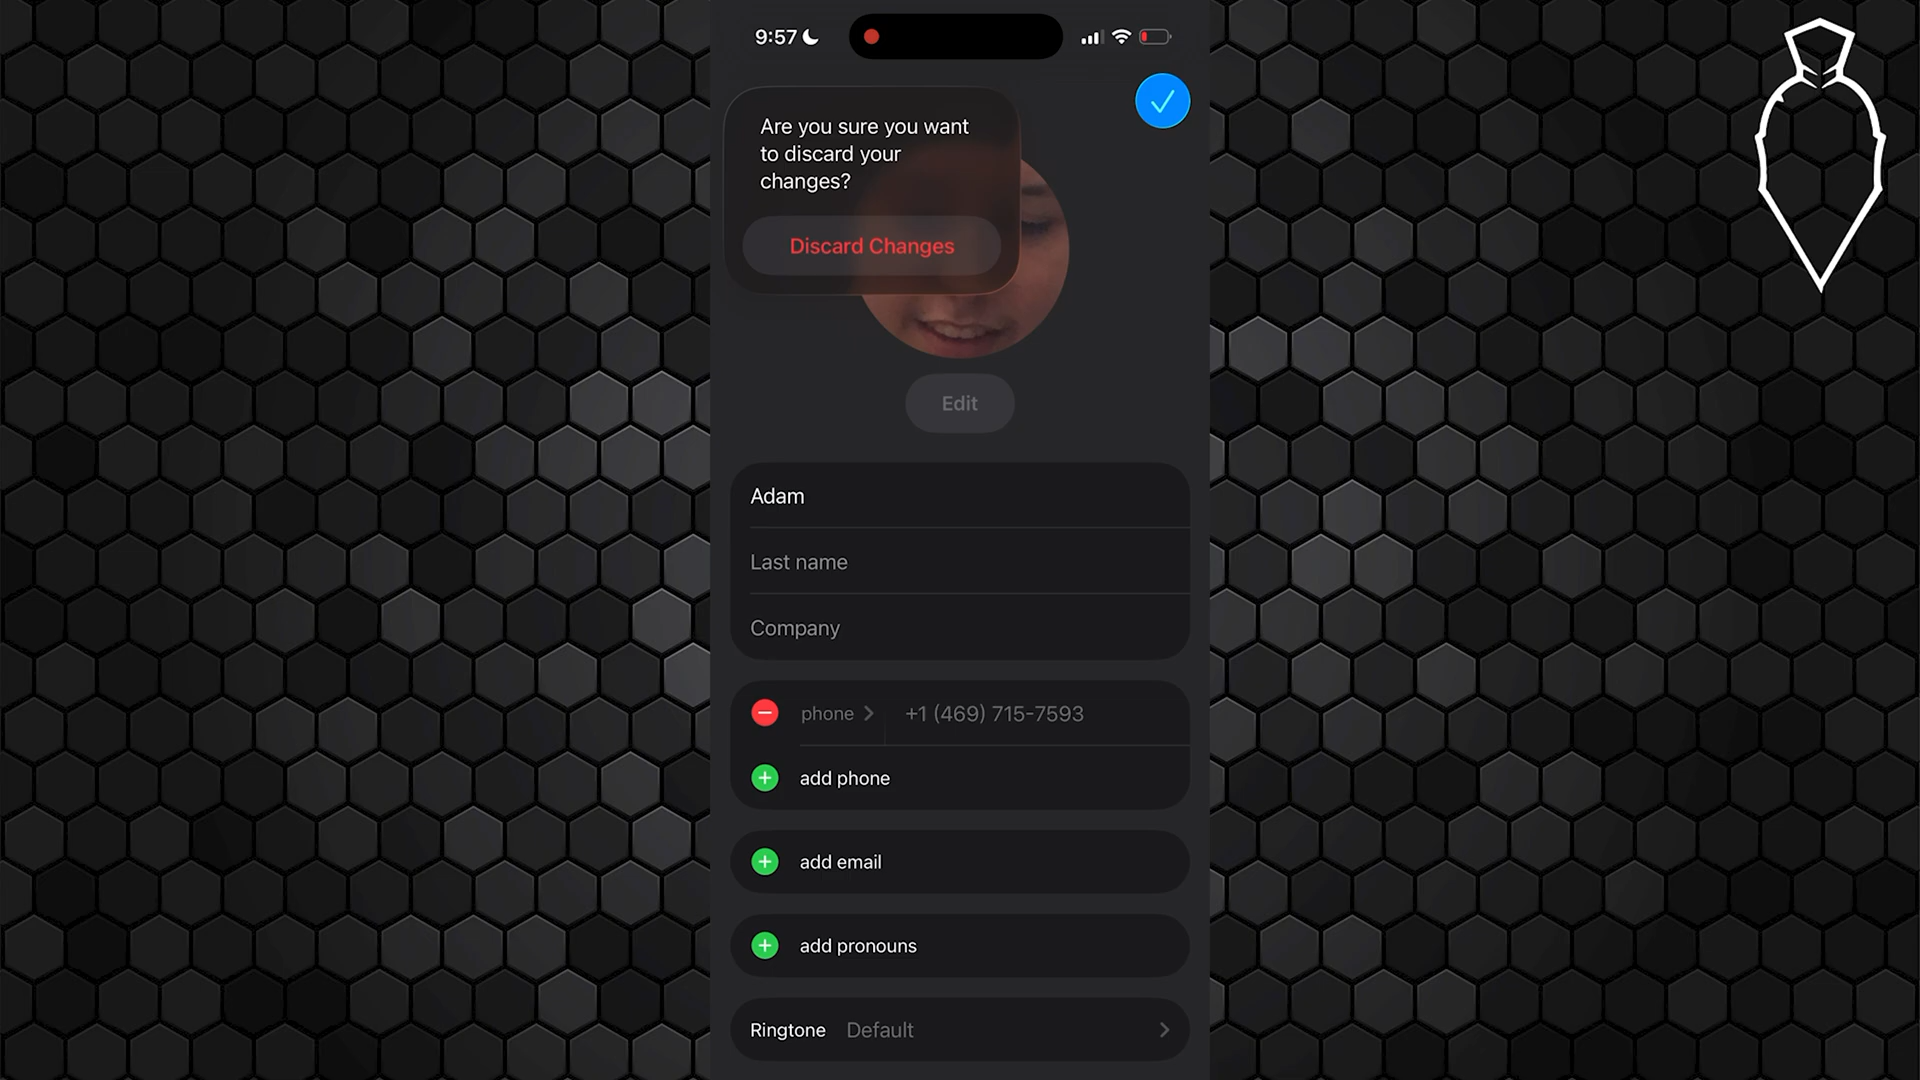 9:57
Are you sure you want
to discard your
changes?
Discard Changes
Edit
Adam
Last name
Company
phone +1 (469) 715-7593
add phone
add email
add pronouns
Ringtone Default